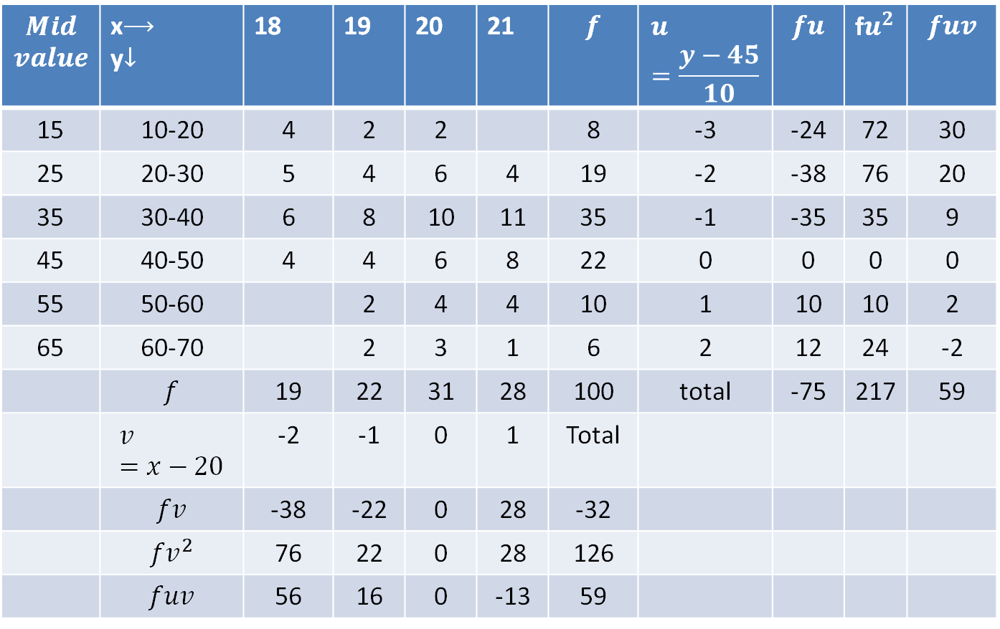 Mid value x⟶ y↓ 18 19 20 21 f u = (y − 45)/10 fu fu² fuv
15 10-20 4 2 2 8 -3 -24 72 30
25 20-30 5 4 6 4 19 -2 -38 76 20
35 30-40 6 8 10 11 35 -1 -35 35 9
45 40-50 4 4 6 8 22 0 0 0 0
55 50-60 2 4 4 10 1 10 10 2
65 60-70 2 3 1 6 2 12 24 -2
f 19 22 31 28 100 total -75 217 59
v = x − 20 -2 -1 0 1 Total
fv -38 -22 0 28 -32
fv² 76 22 0 28 126
fuv 56 16 0 -13 59